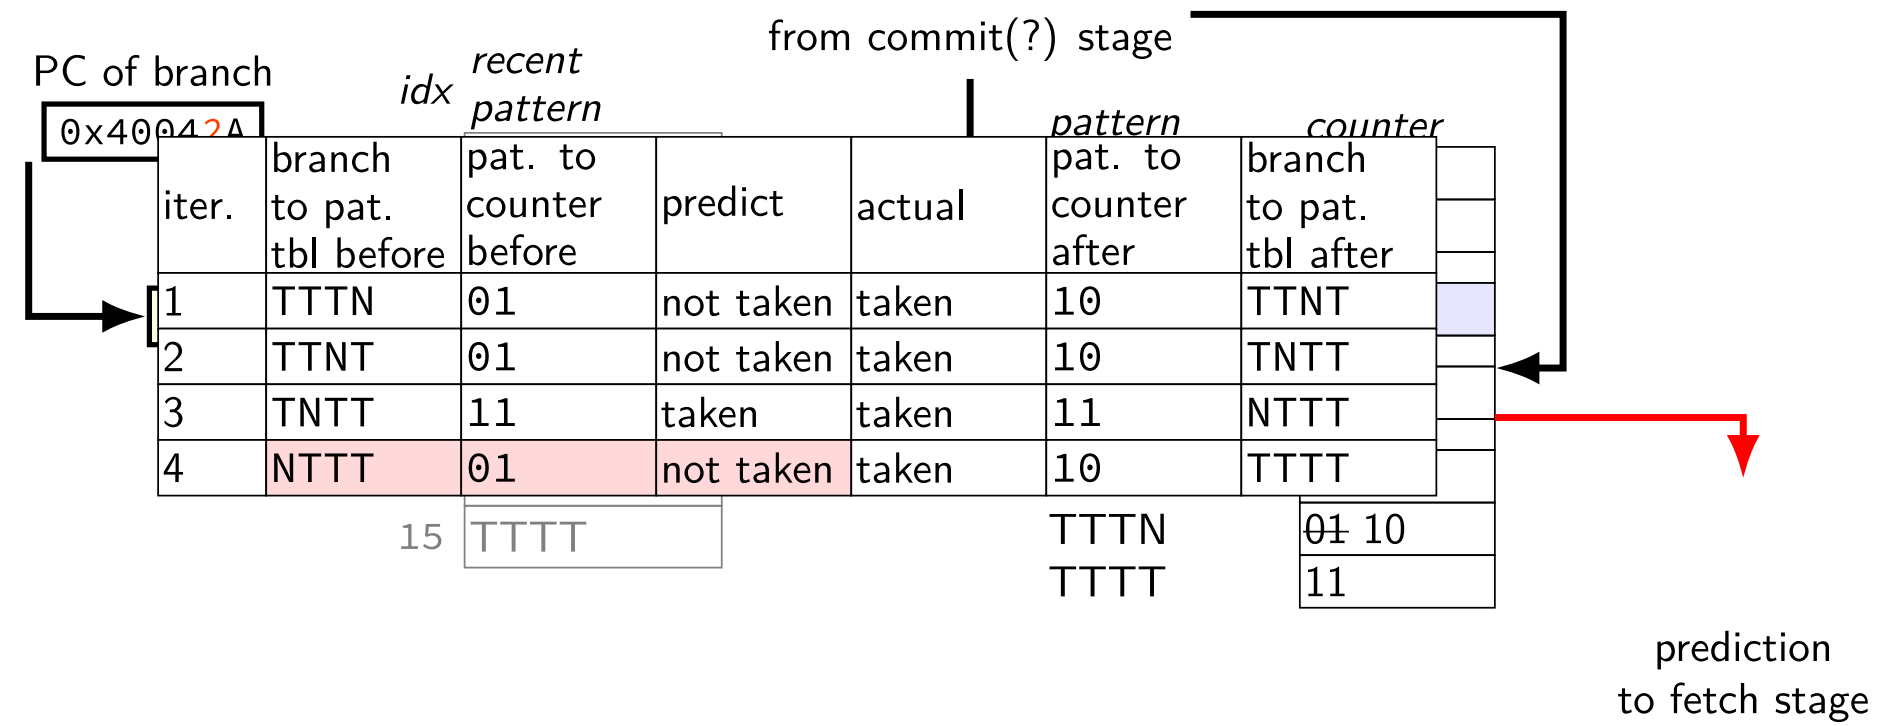 from commit(?) stage
PC of branch
idx
recent
pattern
0x40042A
pattern
counter
iter.
branch
to pat.
tbl before
pat. to
counter
before
predict
actual
pat. to
counter
after
branch
to pat.
tbl after
1 TTTN 01 not taken taken 10 TTNT
2 TTNT 01 not taken taken 10 TNTT
3 TNTT 11 taken taken 11 NTTT
4 NTTT 01 not taken taken 10 TTTT
15 TTTT
TTTN 01 10
TTTT 11
prediction
to fetch stage